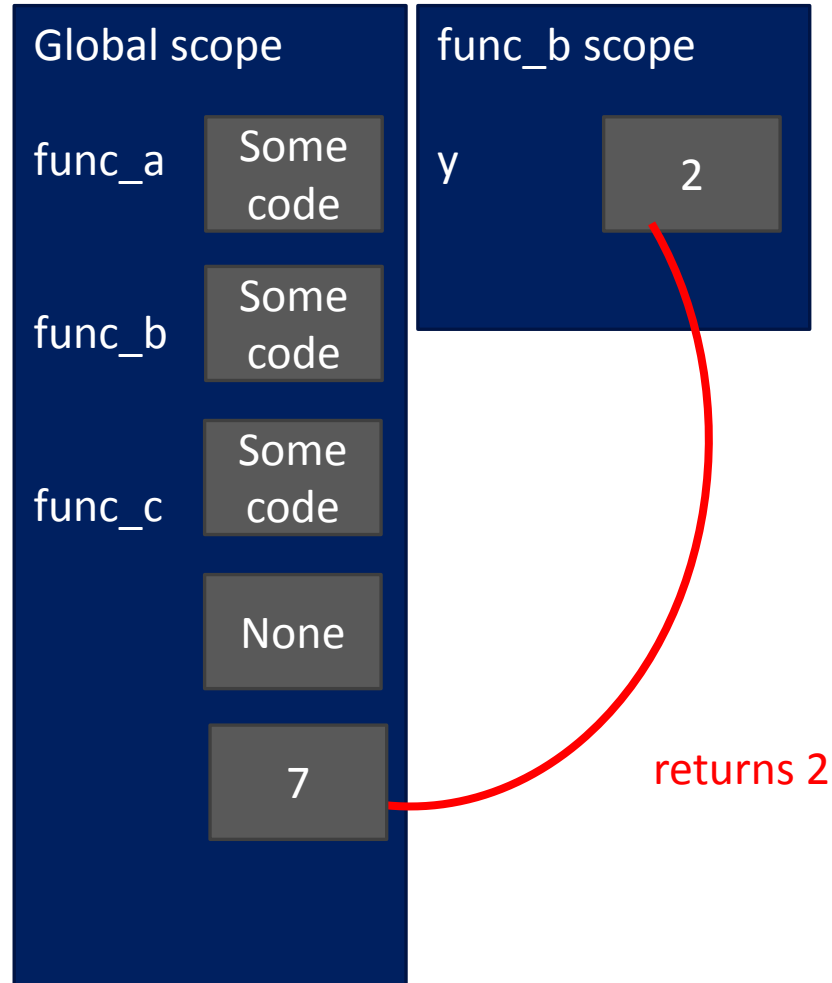 Global scope
func_a
Some
code
func_b
Some
code
func_c
Some
code
None
7
func_b scope
y
2
returns 2